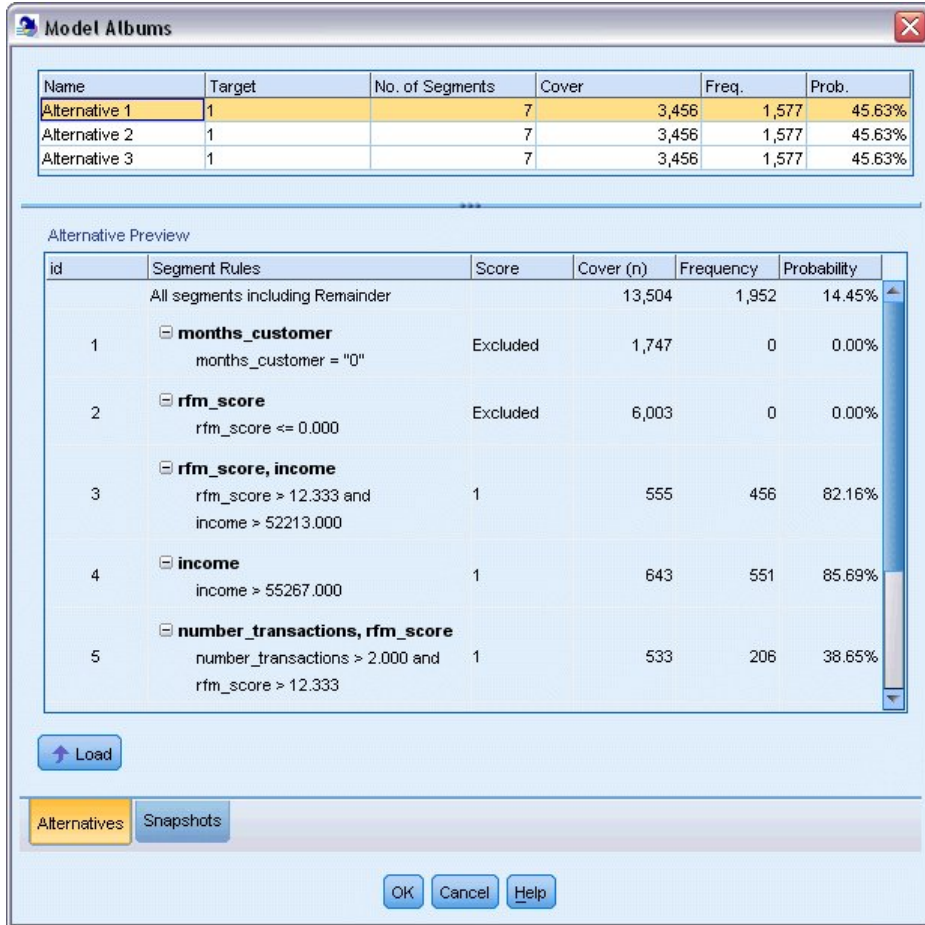 Model Albums
Name Target No. of Segments Cover Freq. Prob.
Alternative 1 1 7 3,456 1,577 45.63%
Alternative 2 1 7 3,456 1,577 45.63%
Alternative 3 1 7 3,456 1,577 45.63%
Alternative Preview
id Segment Rules Score Cover (n) Frequency Probability
All segments including Remainder 13,504 1,952 14.45%
months_customer
1 months_customer = "0" Excluded 1,747 0 0.00%
rfm_score
2 rfm_score <= 0.000 Excluded 6,003 0 0.00%
rfm_score, income
3 rfm_score > 12.333 and 1 555 456 82.16%
income > 52213.000
income
4 income > 55267.000 1 643 551 85.69%
number_transactions, rfm_score
5 number_transactions > 2.000 and 1 533 206 38.65%
rfm_score > 12.333
Load
Alternatives Snapshots
OK Cancel Help